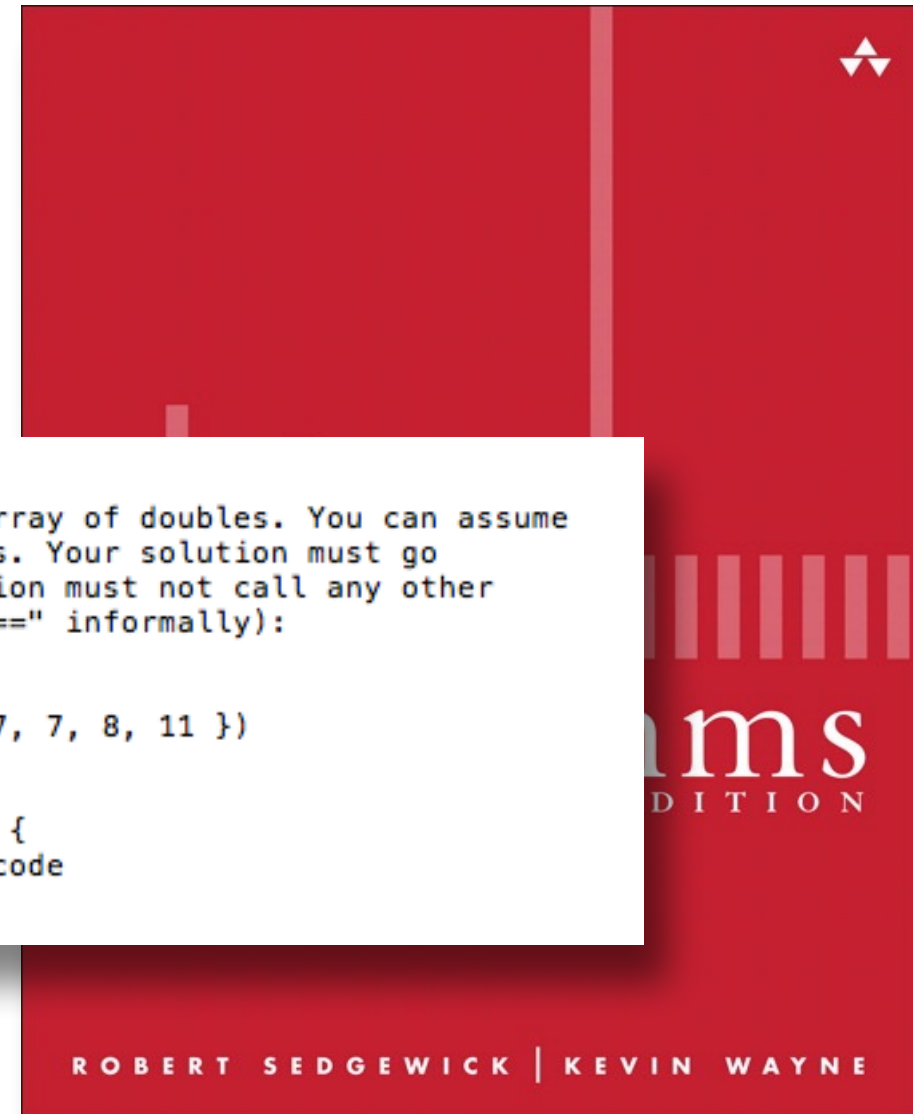 rray of doubles. You can assume
s. Your solution must go
ion must not call any other
==" informally):
7, 7, 8, 11 })
{
code
ms
DITION
ROBERT SEDGEWICK | KEVIN WAYNE